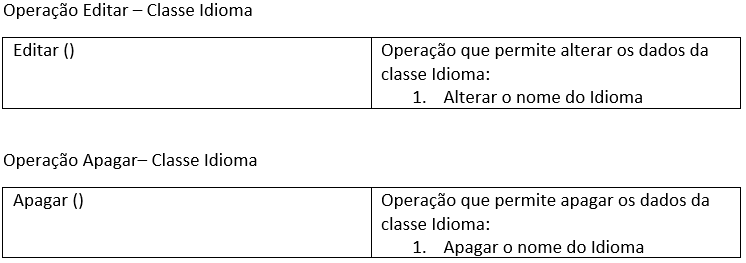 Operação Editar – Classe Idioma
Editar ()
Operação que permite alterar os dados da
classe Idioma:
1. Alterar o nome do Idioma
Operação Apagar– Classe Idioma
Apagar ()
Operação que permite apagar os dados da
classe Idioma:
1. Apagar o nome do Idioma